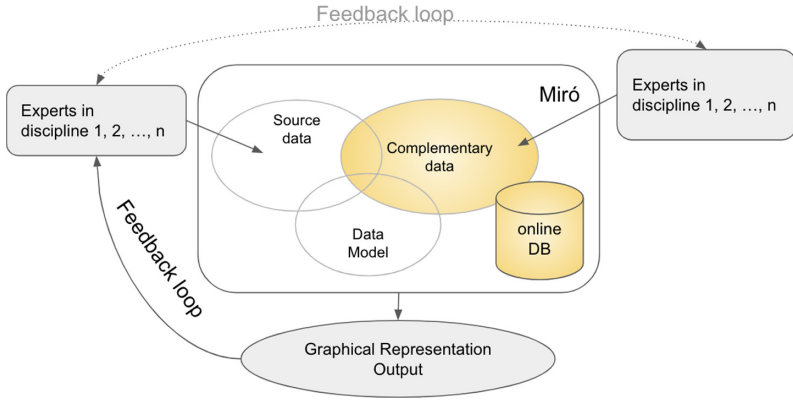 Feedback loop
Experts in
discipline 1, 2, ..., n
Experts in
discipline 1, 2, ..., n
Miró
Source
data
Complementary
data
Data
Model
online
DB
Feedback loop
Graphical Representation
Output